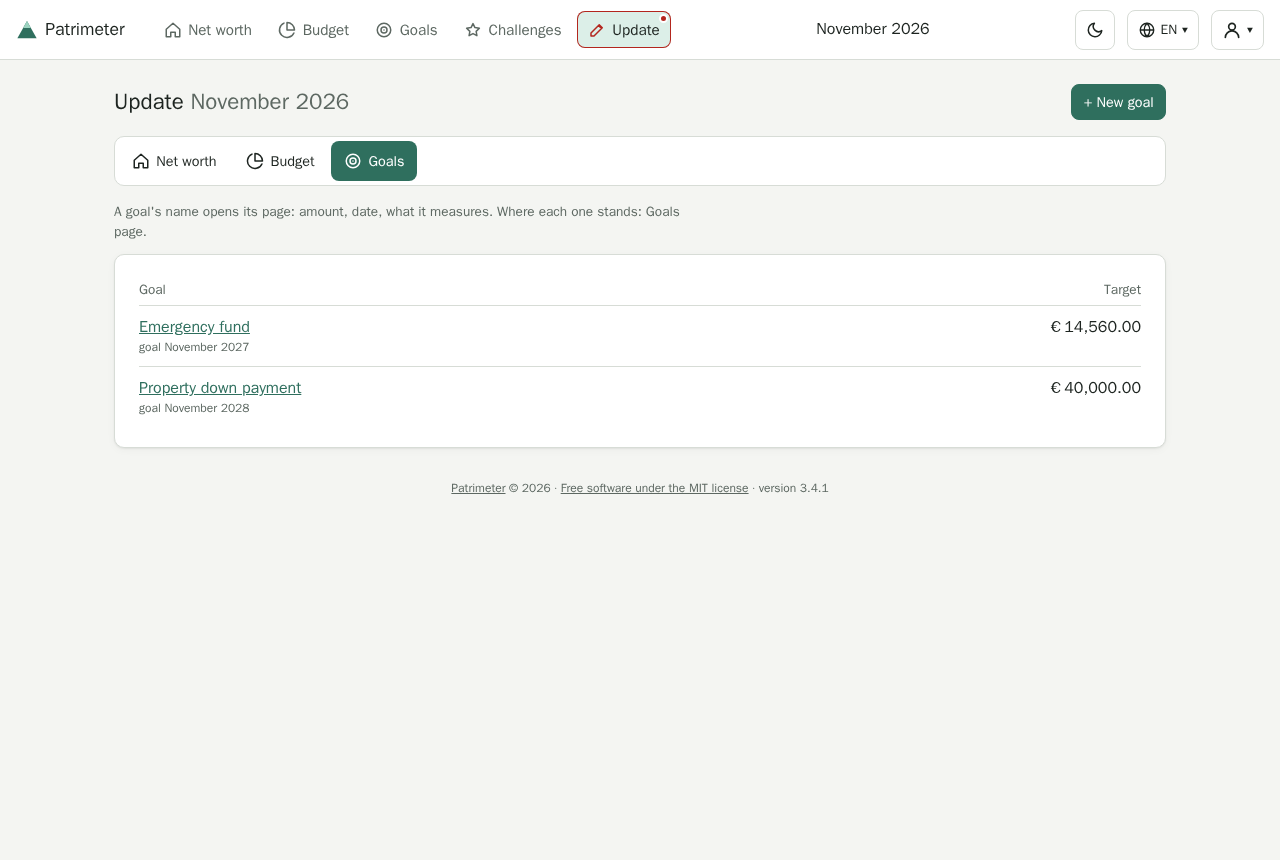 Patrimeter
Net worth
Budget
Goals
Challenges
Update
November 2026
EN
Update November 2026
+ New goal
Net worth
Budget
Goals
A goal's name opens its page: amount, date, what it measures. Where each one stands: Goals
page.
Goal Target
Emergency fund € 14,560.00
goal November 2027
Property down payment € 40,000.00
goal November 2028
Patrimeter © 2026 · Free software under the MIT license · version 3.4.1